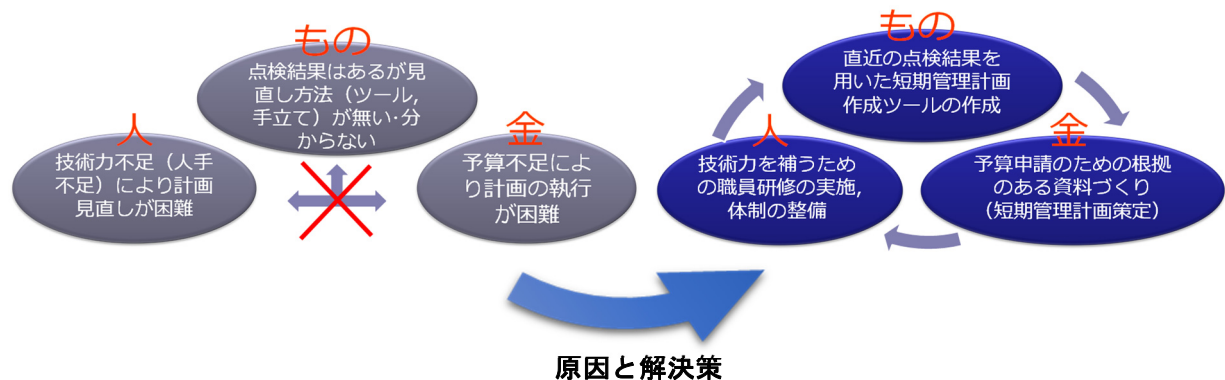 もの
点検結果はあるが見
直し方法（ツール,
手立て）が無い･分
からない
人
技術力不足（人手
不足）により計画
見直しが困難
金
予算不足によ
り計画の執行
が困難
もの
直近の点検結果を
用いた短期管理計画
作成ツールの作成
人
技術力を補うため
の職員研修の実施,
体制の整備
金
予算申請のための根拠
のある資料づくり
（短期管理計画策定）
原因と解決策